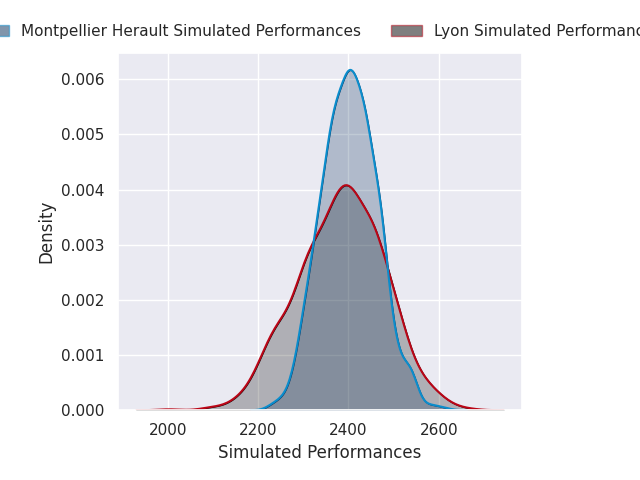 Montpellier Herault Simulated Performances
Lyon Simulated
0.006
0.005
0.004
0.003
0.002
0.001
0.000
Density
2000 2200 2400 2600
Simulated Performances